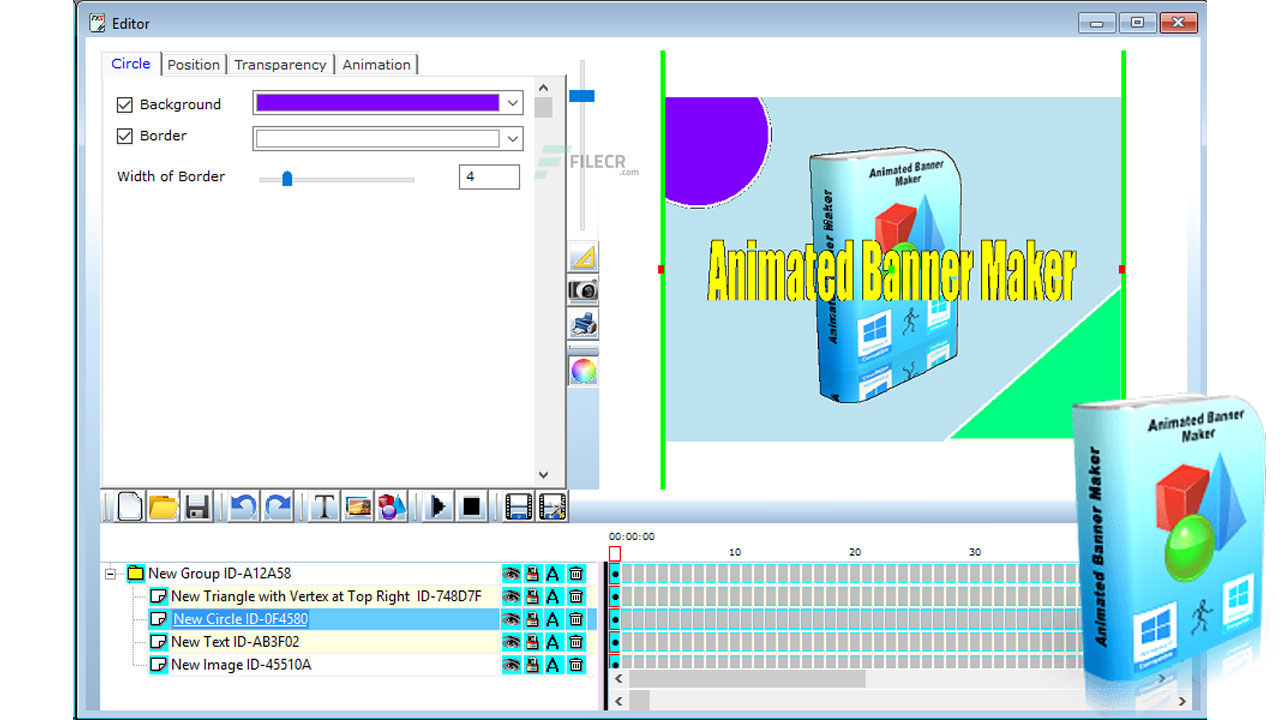 Editor
Circle
Position
Transparency
Animation
Background
Border
Width of Border
4
FILECR
.com
Animated Banner
Maker
Animated Banner Maker
Animated Banner Maker
T
00:00:00
10
20
30
New Group ID-A12A58
A
New Triangle with Vertex at Top Right ID-748D7F
A
New Circle ID-0F4580
A
New Text ID-AB3F02
A
New Image ID-45510A
A
Animated Banner
Maker
Animated Banner Maker